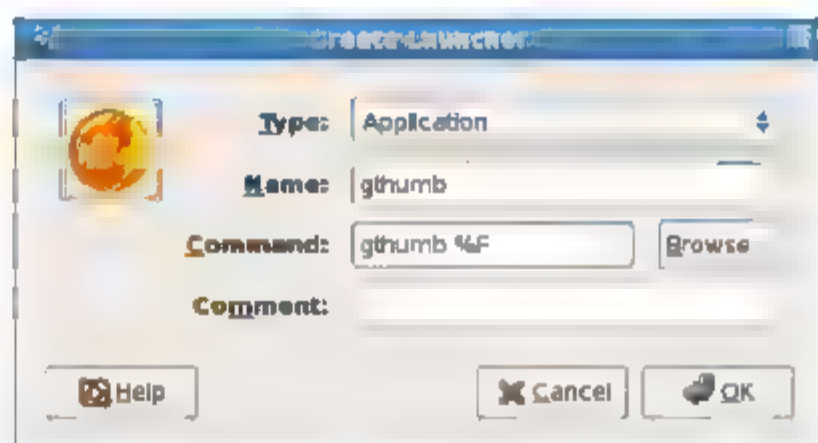 Create Launcher
Type: Application
Name: gthumb
Command: gthumb %F Browse
Comment:
Help Cancel OK